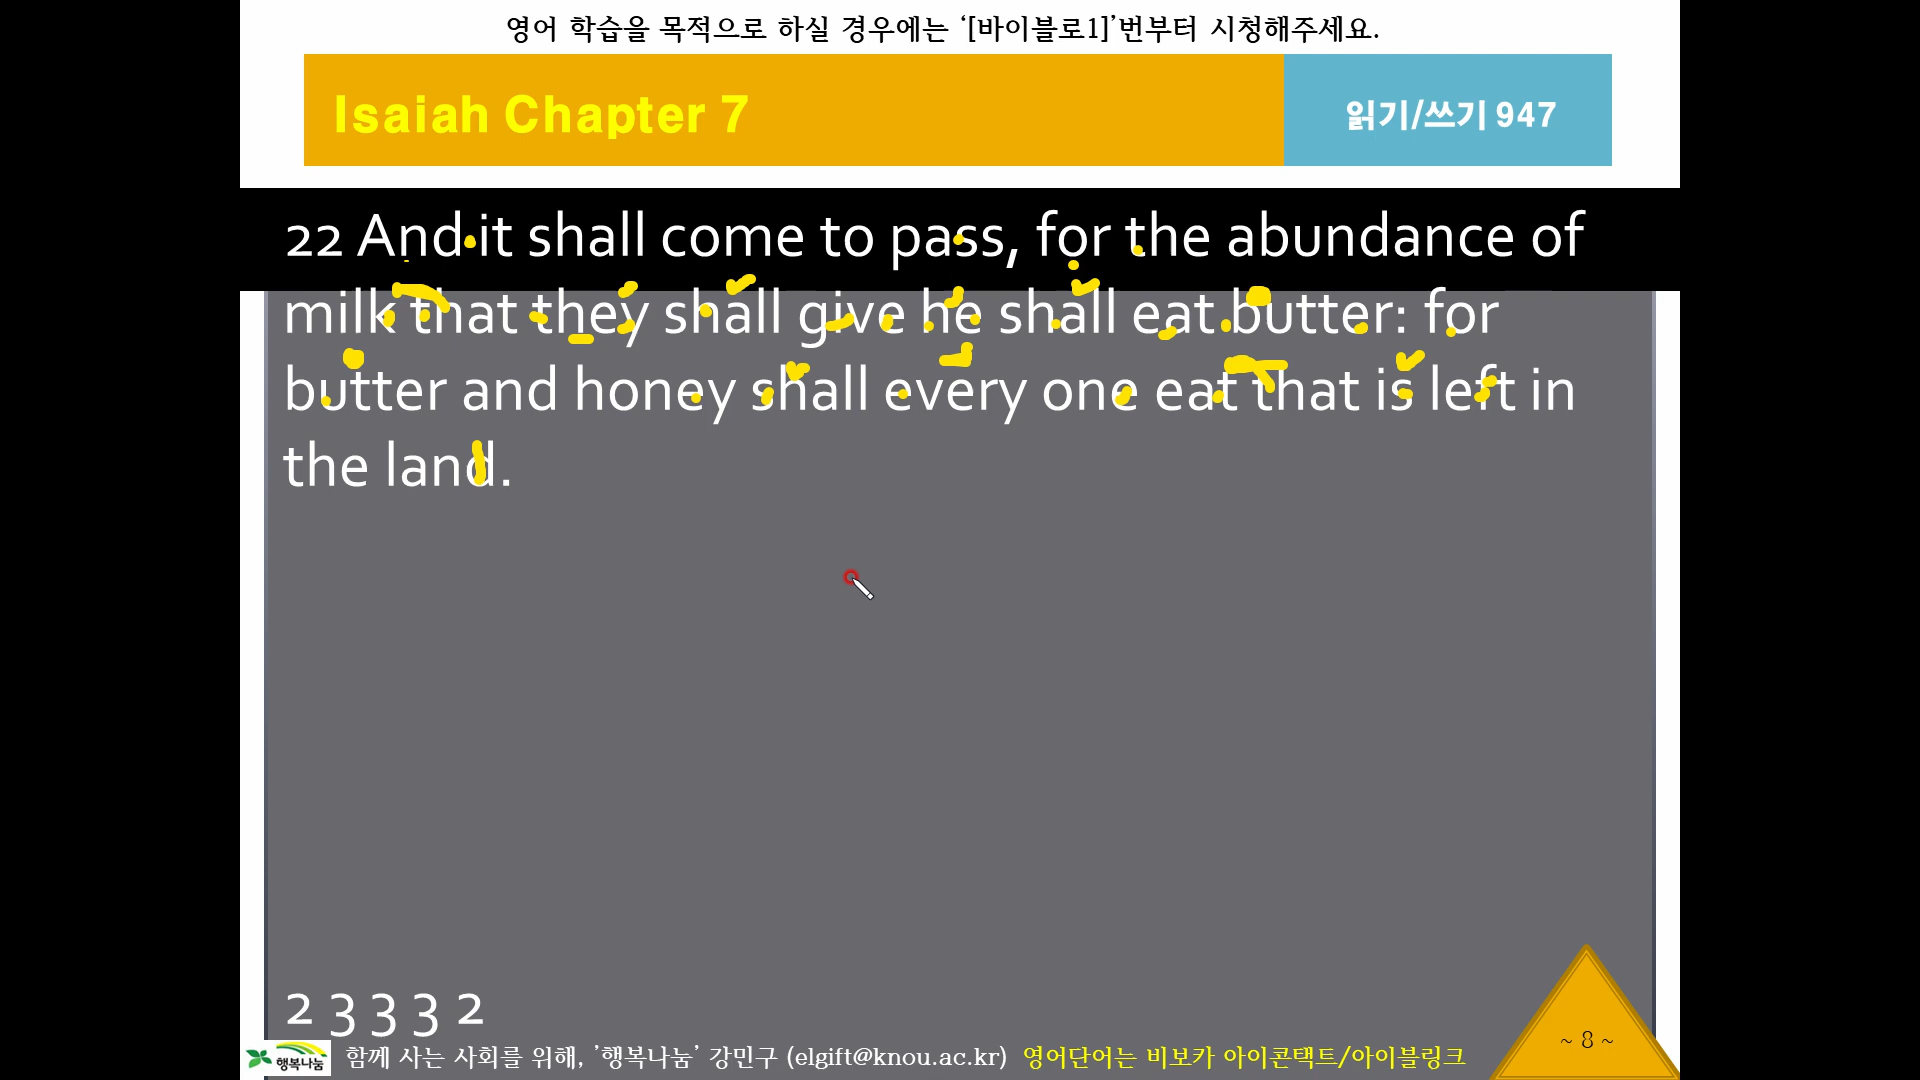 영어 학습을 목적으로 하실 경우에는 ‘[바이블로1]’번부터 시청해주세요.
Isaiah Chapter 7
읽기/쓰기 947
22 And it shall come to pass, for the abundance of
milk that they shall give he shall eat butter: for
butter and honey shall every one eat that is left in
the land.
2 3 3 3 2
행복나눔
함께 사는 사회를 위해, ’행복나눔’ 강민구 (elgift@knou.ac.kr) 영어단어는 비보카 아이콘택트/아이블링크
~ 8 ~